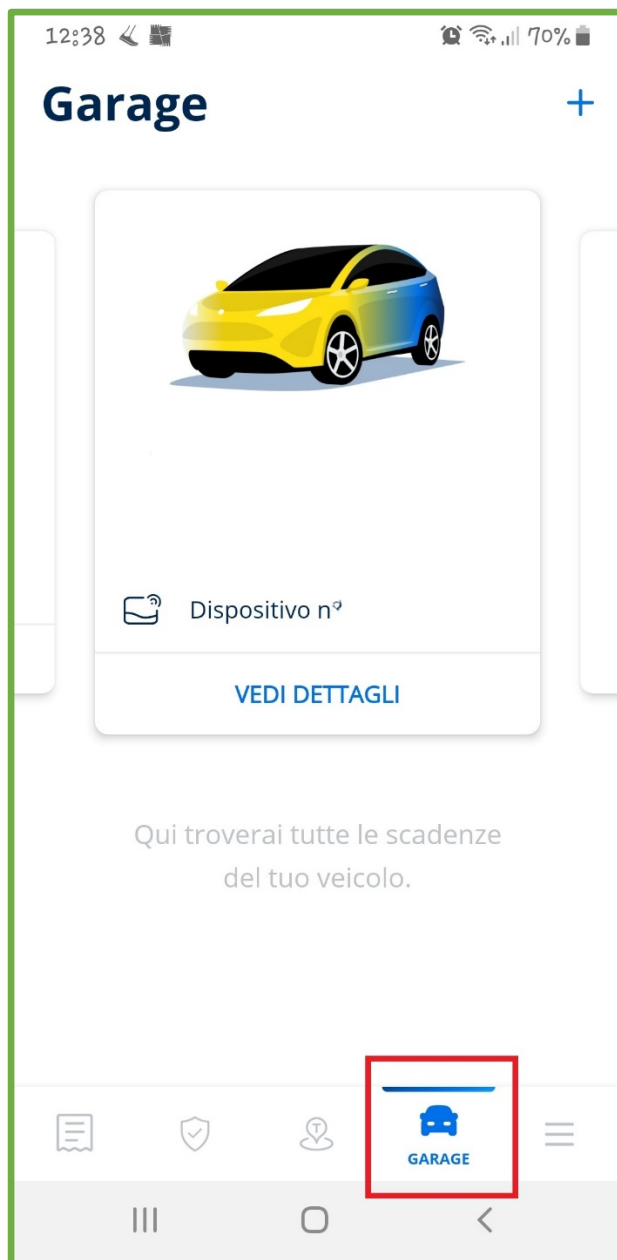 12:38
70%
Garage
+
Dispositivo n°
VEDI DETTAGLI
Qui troverai tutte le scadenze
del tuo veicolo.
T
GARAGE